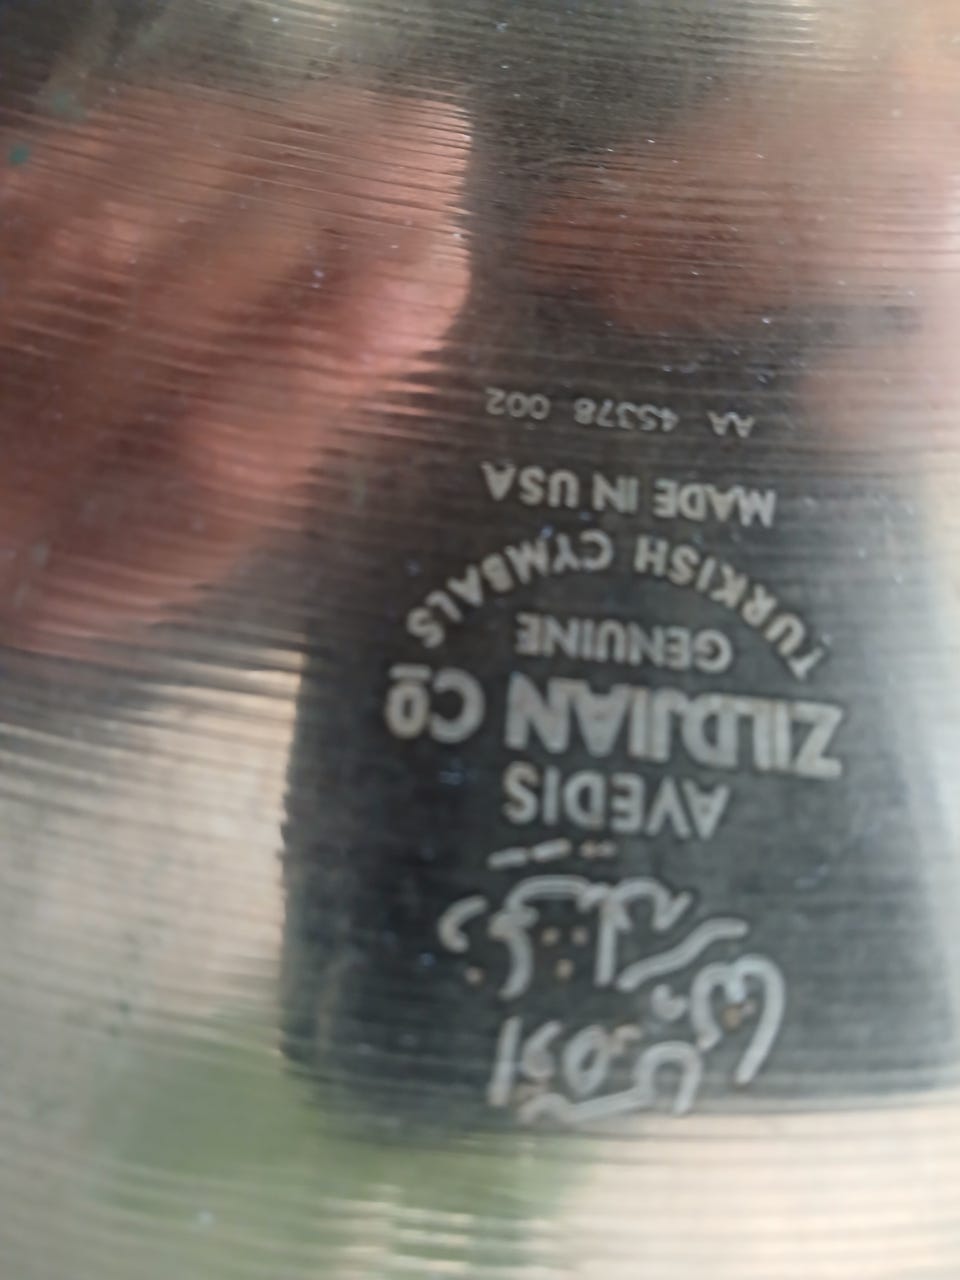 AVEDIS
ZILDJIAN CO
GENUINE
TURKISH CYMBALS
MADE IN USA
AA 45378 002